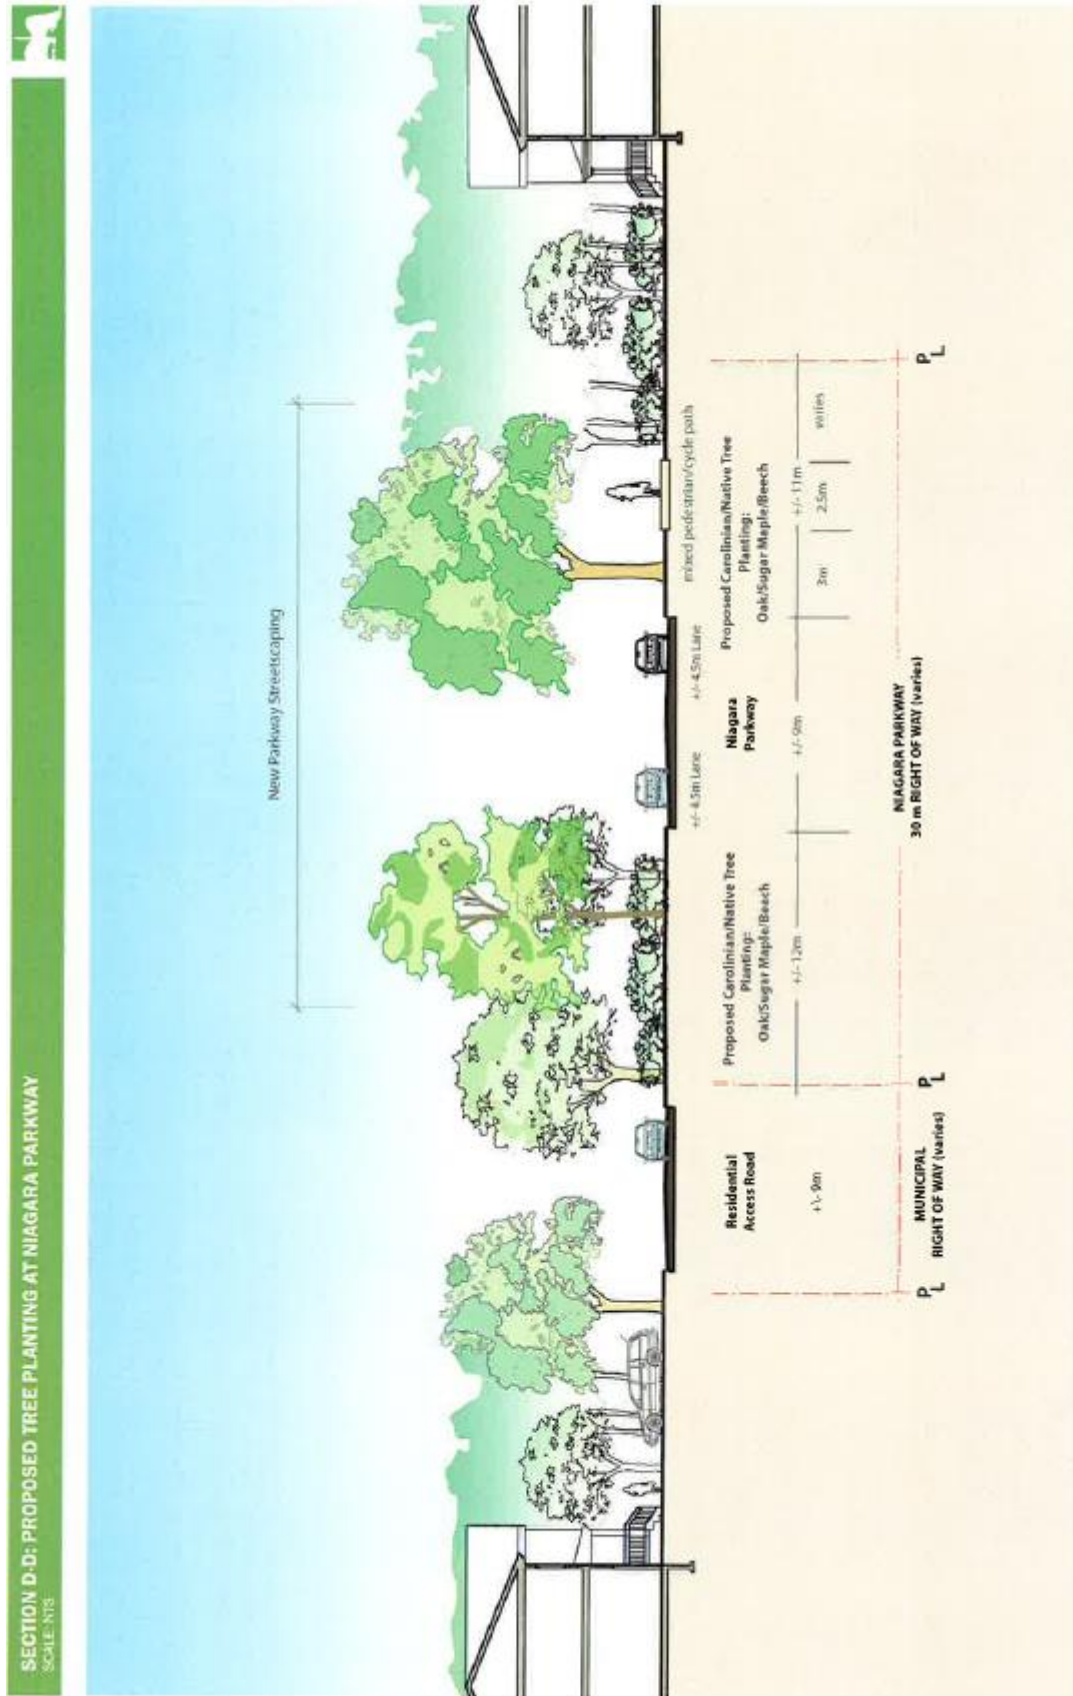 SECTION D-D: PROPOSED TREE PLANTING AT NIAGARA PARKWAY
SCALE: NTS
New Parkway Streetscaping
+/- 4.5m Lane
+/- 4.5m Lane
mixed pedestrian/cycle path
Residential
Access Road
Proposed Carolinian/Native Tree
Planting:
Oak/Sugar Maple/Beech
Niagara
Parkway
Proposed Carolinian/Native Tree
Planting:
Oak/Sugar Maple/Beech
+\- 9m
+/- 12m
+/- 9m
+/- 11m
3m
2.5m
varies
MUNICIPAL
RIGHT OF WAY (varies)
NIAGARA PARKWAY
30 m RIGHT OF WAY (varies)
PL
PL
PL